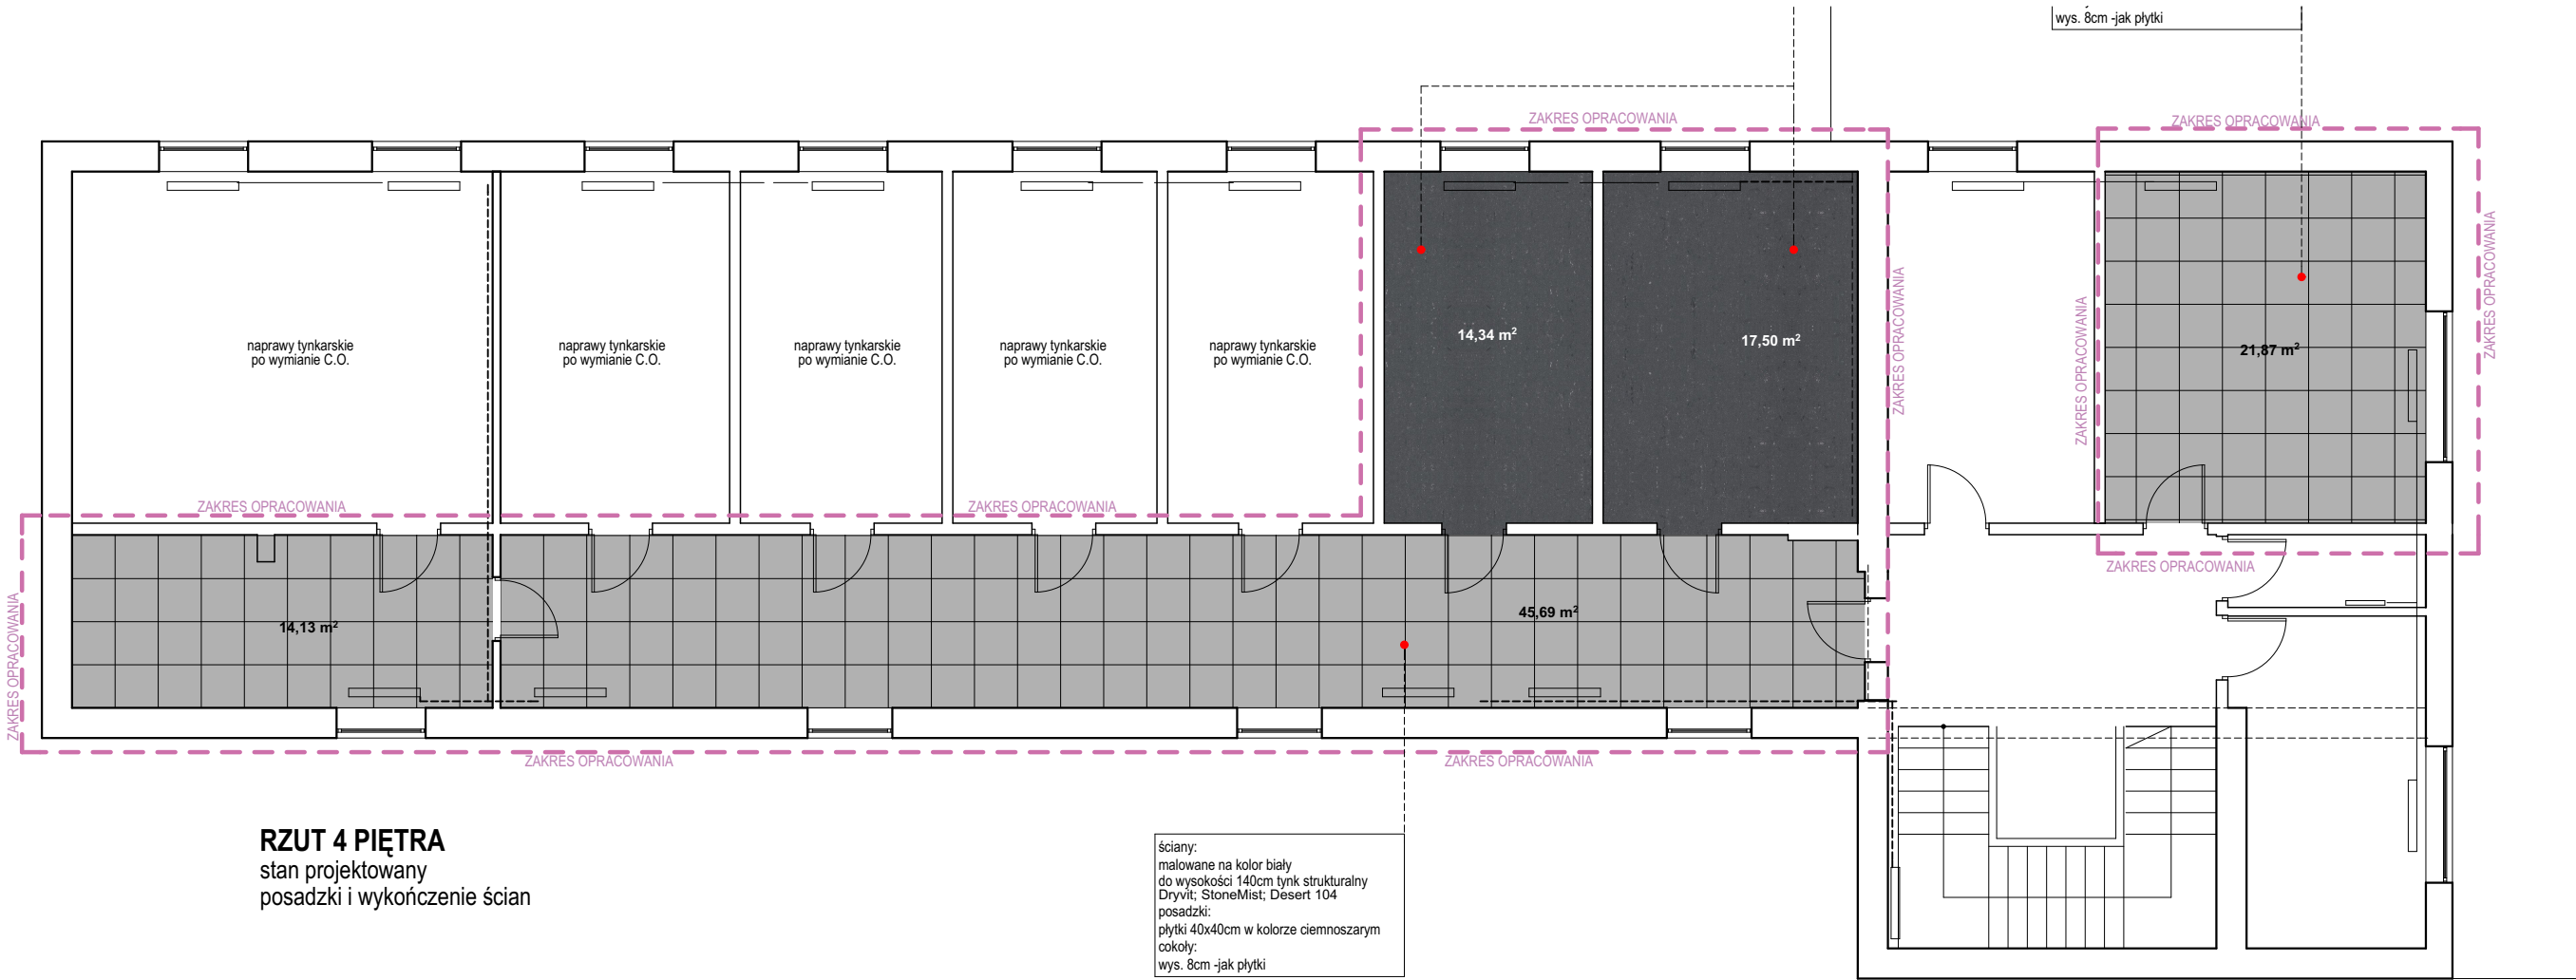 wys. 8cm -jak płytki
ZAKRES OPRACOWANIA
ZAKRES OPRACOWANIA
ZAKRES OPRACOWANIA
ZAKRES OPRACOWANIA
ZAKRES OPRACOWANIA
naprawy tynkarskie
po wymianie C.O.
naprawy tynkarskie
po wymianie C.O.
naprawy tynkarskie
po wymianie C.O.
naprawy tynkarskie
po wymianie C.O.
naprawy tynkarskie
po wymianie C.O.
14,34 m²
17,50 m²
21,87 m²
ZAKRES OPRACOWANIA
ZAKRES OPRACOWANIA
ZAKRES OPRACOWANIA
ZAKRES OPRACOWANIA
14,13 m²
45,69 m²
ZAKRES OPRACOWANIA
ZAKRES OPRACOWANIA
RZUT 4 PIĘTRA
stan projektowany
posadzki i wykończenie ścian
ściany:
malowane na kolor biały
do wysokości 140cm tynk strukturalny
Dryvit; StoneMist; Desert 104
posadzki:
płytki 40x40cm w kolorze ciemnoszarym
cokoły:
wys. 8cm -jak płytki